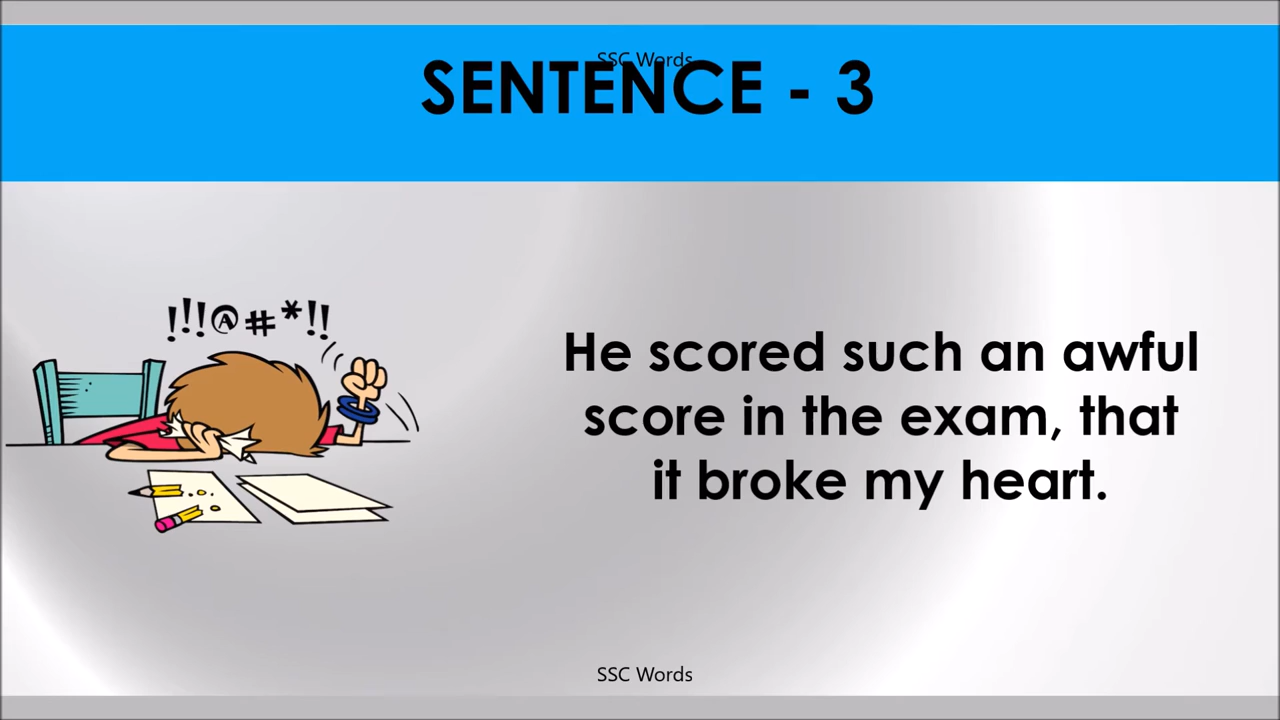 SSC Words
SENTENCE - 3
!!!@#*!!
He scored such an awful
score in the exam, that
it broke my heart.
SSC Words